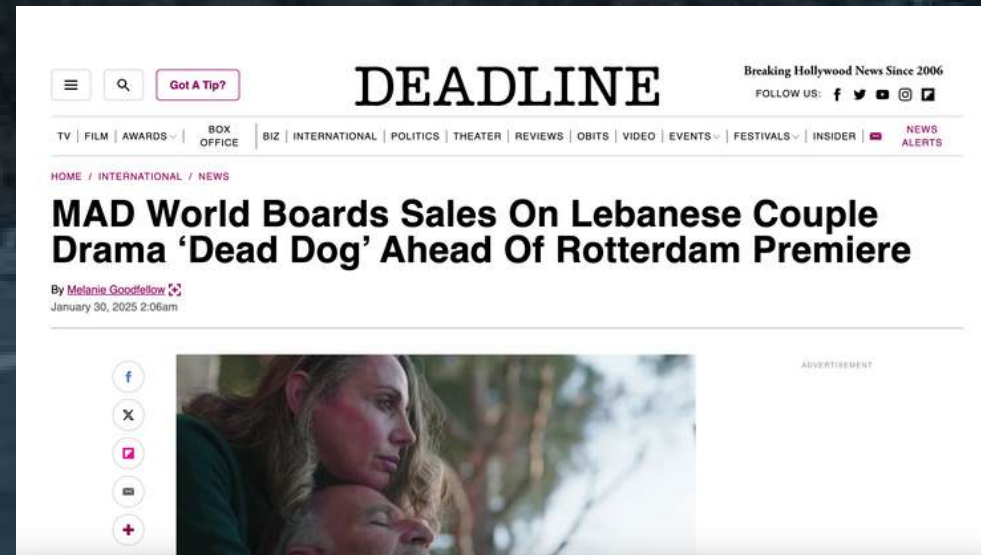 Got A Tip?
DEADLINE
Breaking Hollywood News Since 2006
FOLLOW US:
TV | FILM | AWARDS | BOX OFFICE | BIZ | INTERNATIONAL | POLITICS | THEATER | REVIEWS | OBITS | VIDEO | EVENTS | FESTIVALS | INSIDER | NEWS ALERTS
HOME / INTERNATIONAL / NEWS
MAD World Boards Sales On Lebanese Couple
Drama ‘Dead Dog’ Ahead Of Rotterdam Premiere
By Melanie Goodfellow
January 30, 2025 2:06am
ADVERTISEMENT